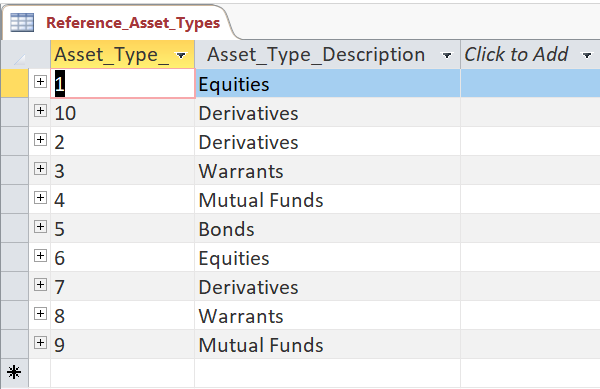 Reference_Asset_Types
Asset_Type_ Asset_Type_Description Click to Add
1 Equities
10 Derivatives
2 Derivatives
3 Warrants
4 Mutual Funds
5 Bonds
6 Equities
7 Derivatives
8 Warrants
9 Mutual Funds